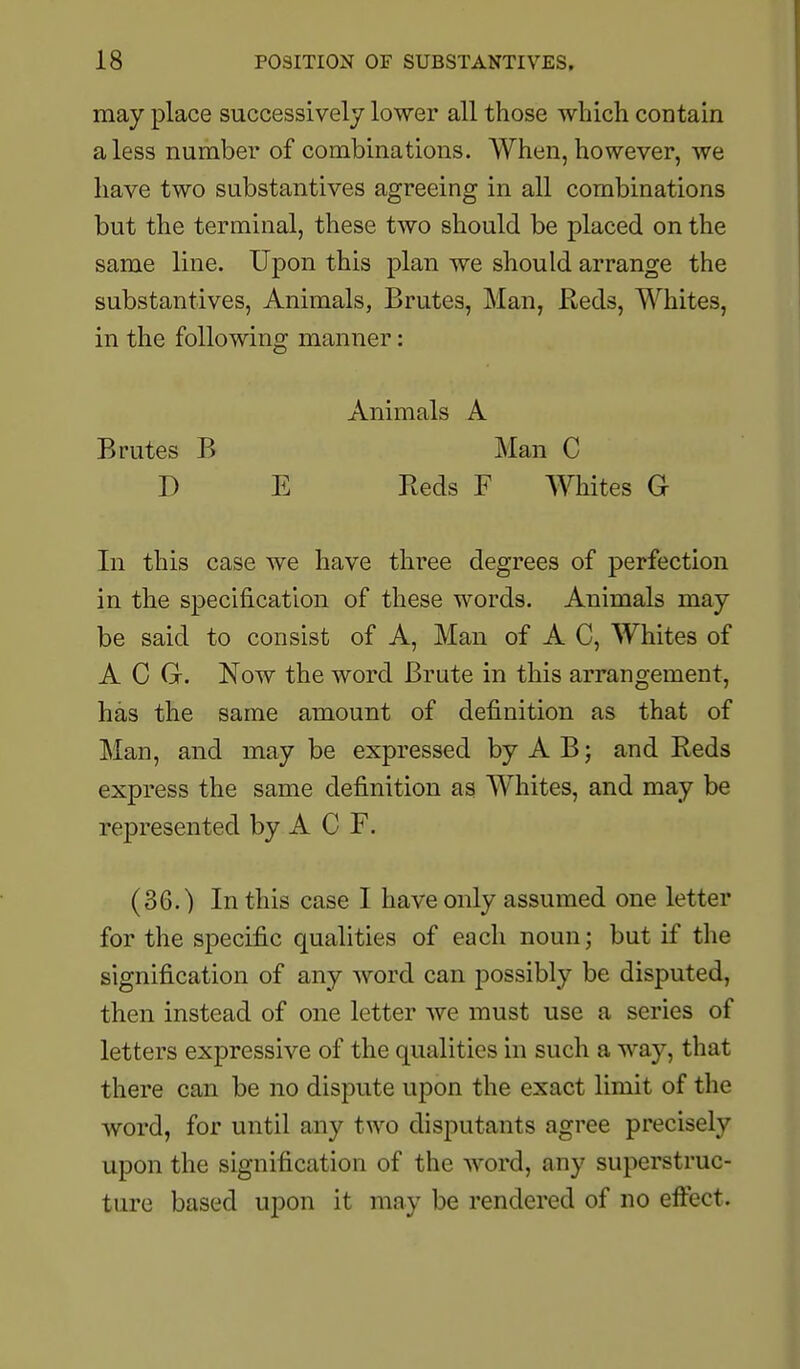 18 POSITION OF SUBSTANTIVES.
may place successively lower all those which contain
a less number of combinations. When, however, we
have two substantives agreeing in all combinations
but the terminal, these two should be placed on the
same line. Upon this plan we should arrange the
substantives, Animals, Brutes, Man, Reds, Whites,
in the following manner:
Animals A
Brutes B Man C
D E Reds F Whites G
In this case we have three degrees of perfection
in the specification of these words. Animals may
be said to consist of A, Man of A C, Whites of
A C G. Now the word Brute in this arrangement,
has the same amount of definition as that of
Man, and may be expressed by A B; and Reds
express the same definition as Whites, and may be
represented by A C F.
(36.) In this case I have only assumed one letter
for the specific qualities of each noun; but if the
signification of any word can possibly be disputed,
then instead of one letter we must use a series of
letters expressive of the qualities in such a way, that
there can be no dispute upon the exact limit of the
word, for until any two disputants agree precisely
upon the signification of the word, any superstruc-
ture based upon it may be rendered of no effect.